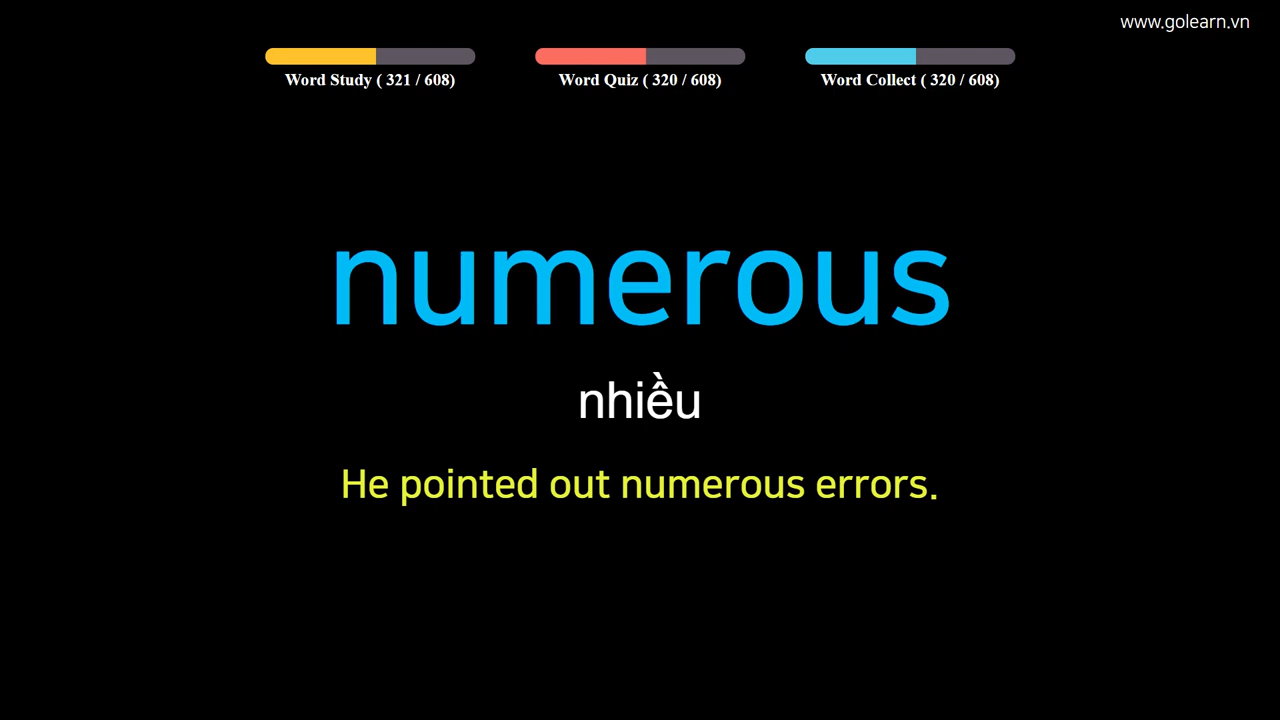 www.golearn.vn
Word Study ( 321 / 608)
Word Quiz ( 320 / 608)
Word Collect ( 320 / 608)
numerous
nhiều
He pointed out numerous errors.